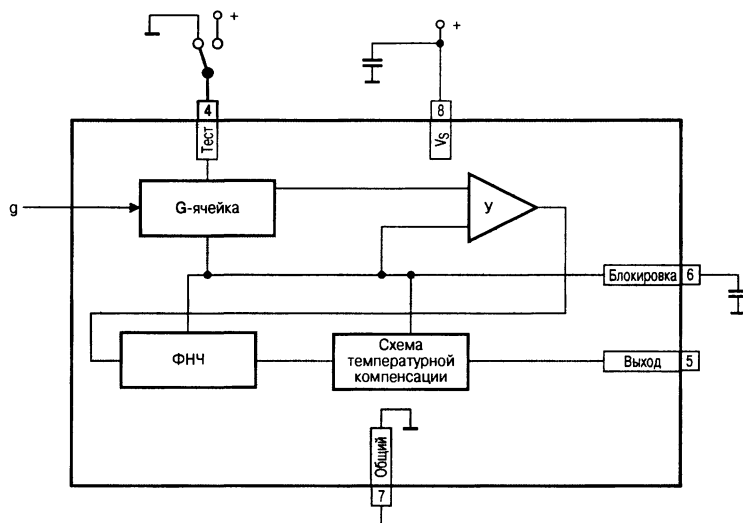 +
+
4
Тест
8
Vs
g
G-ячейка
У
Блокировка 6
ФНЧ
Схема
температурной
компенсации
Выход 5
Общий
7